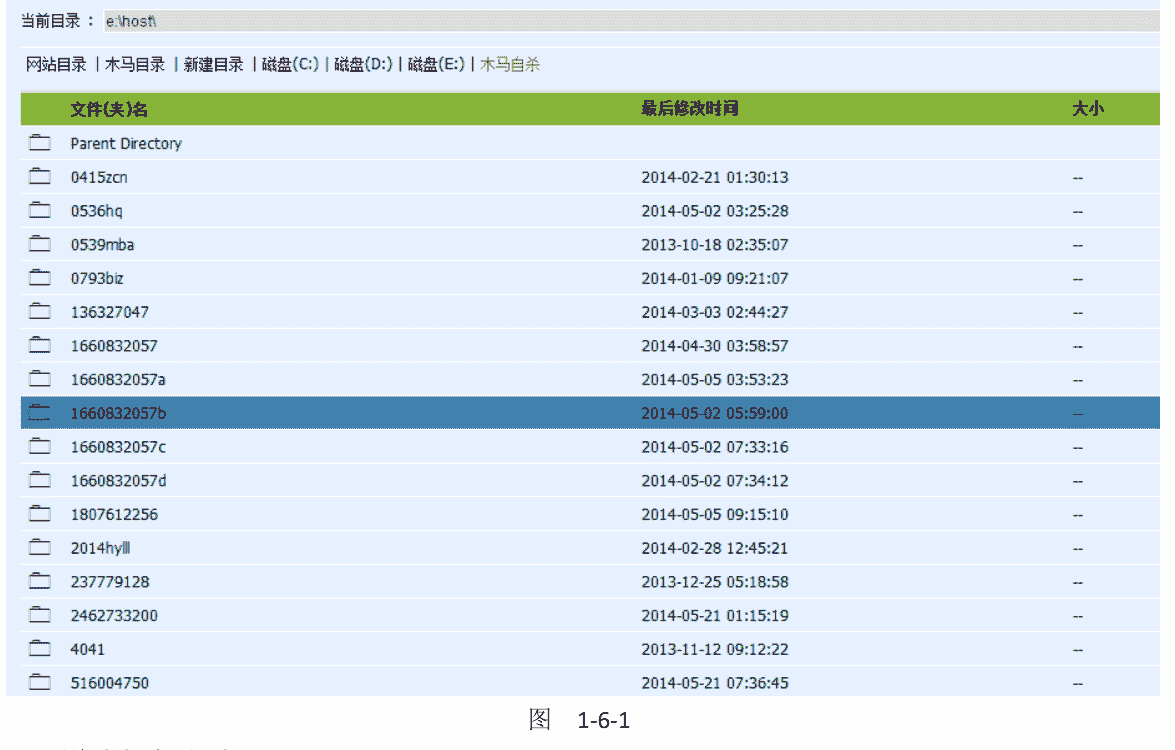 当前目录： e:\host\
网站目录 | 木马目录 | 新建目录 | 磁盘(C:) | 磁盘(D:) | 磁盘(E:) | 木马自杀
文件(夹)名 最后修改时间 大小
Parent Directory
0415zcn 2014-02-21 01:30:13 --
0536hq 2014-05-02 03:25:28 --
0539mba 2013-10-18 02:35:07 --
0793biz 2014-01-09 09:21:07 --
136327047 2014-03-03 02:44:27 --
1660832057 2014-04-30 03:58:57 --
1660832057a 2014-05-05 03:53:23 --
1660832057b 2014-05-02 05:59:00 --
1660832057c 2014-05-02 07:33:16 --
1660832057d 2014-05-02 07:34:12 --
1807612256 2014-05-05 09:15:10 --
2014hylll 2014-02-28 12:45:21 --
237779128 2013-12-25 05:18:58 --
2462733200 2014-05-21 01:15:19 --
4041 2013-11-12 09:12:22 --
516004750 2014-05-21 07:36:45 --
图 1-6-1